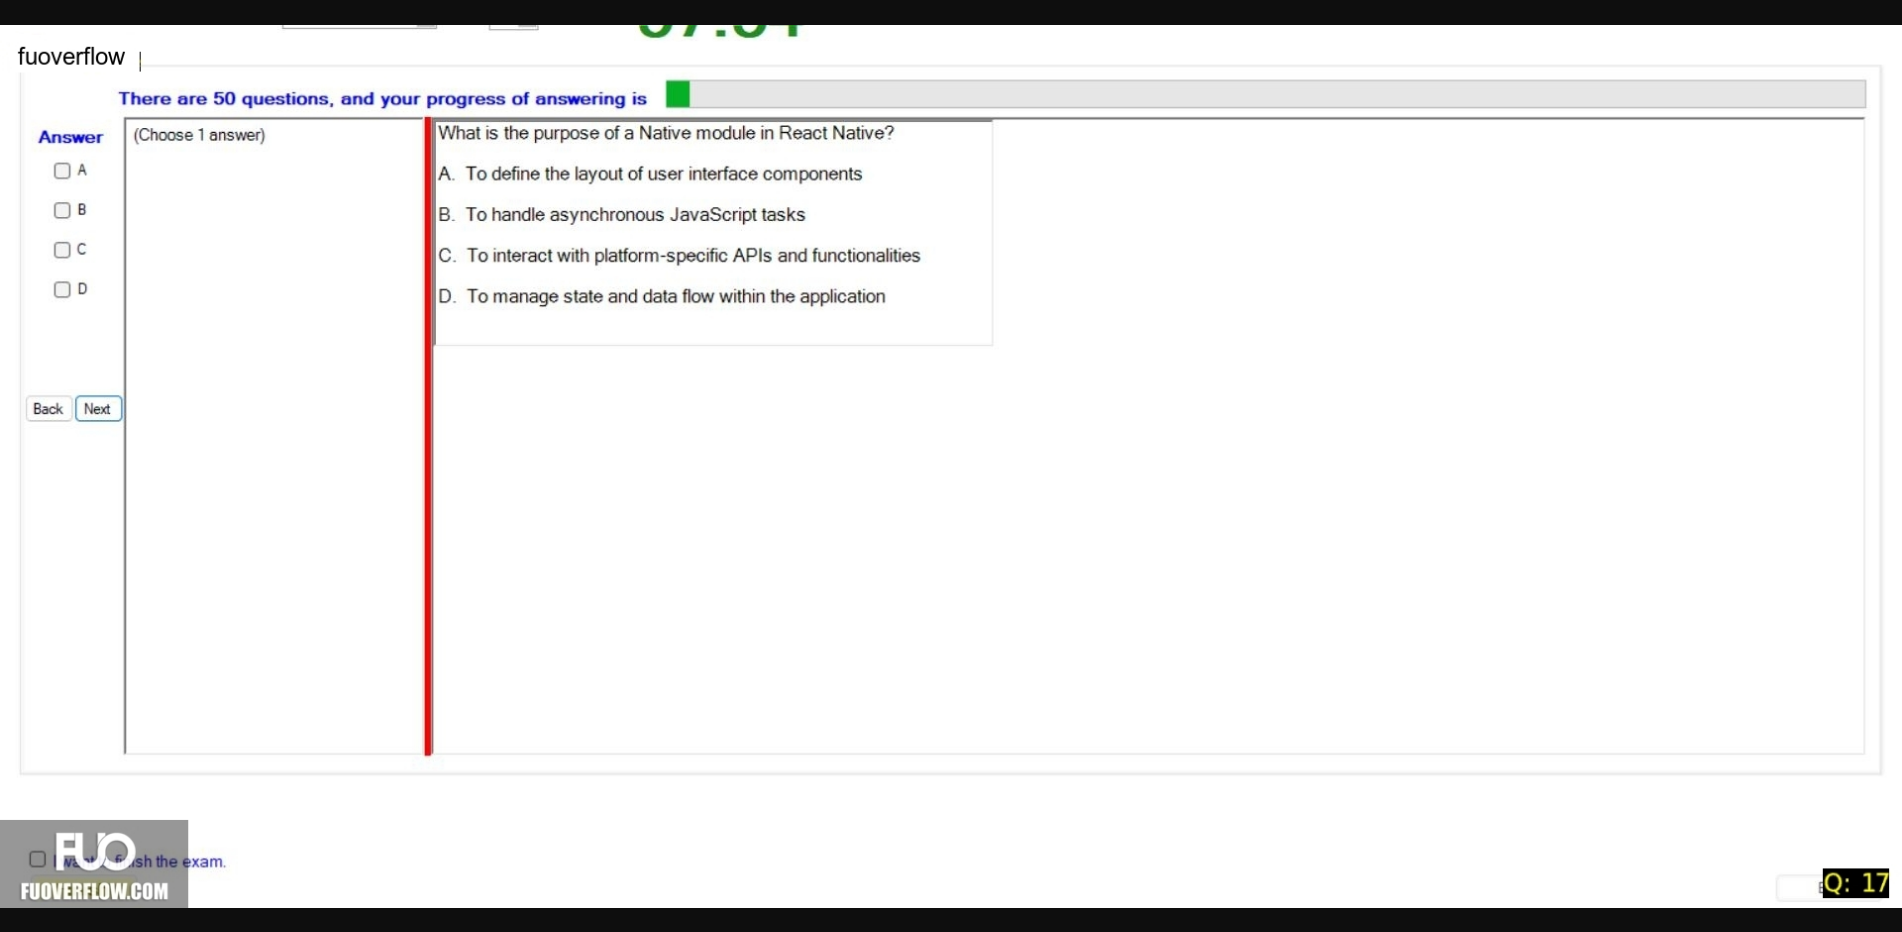 fuoverflow
There are 50 questions, and your progress of answering is
Answer
(Choose 1 answer)
A
B
C
D
Back
Next
What is the purpose of a Native module in React Native?
A. To define the layout of user interface components
B. To handle asynchronous JavaScript tasks
C. To interact with platform-specific APIs and functionalities
D. To manage state and data flow within the application
FUO
the exam.
FUOVERFLOW.COM
Q: 17